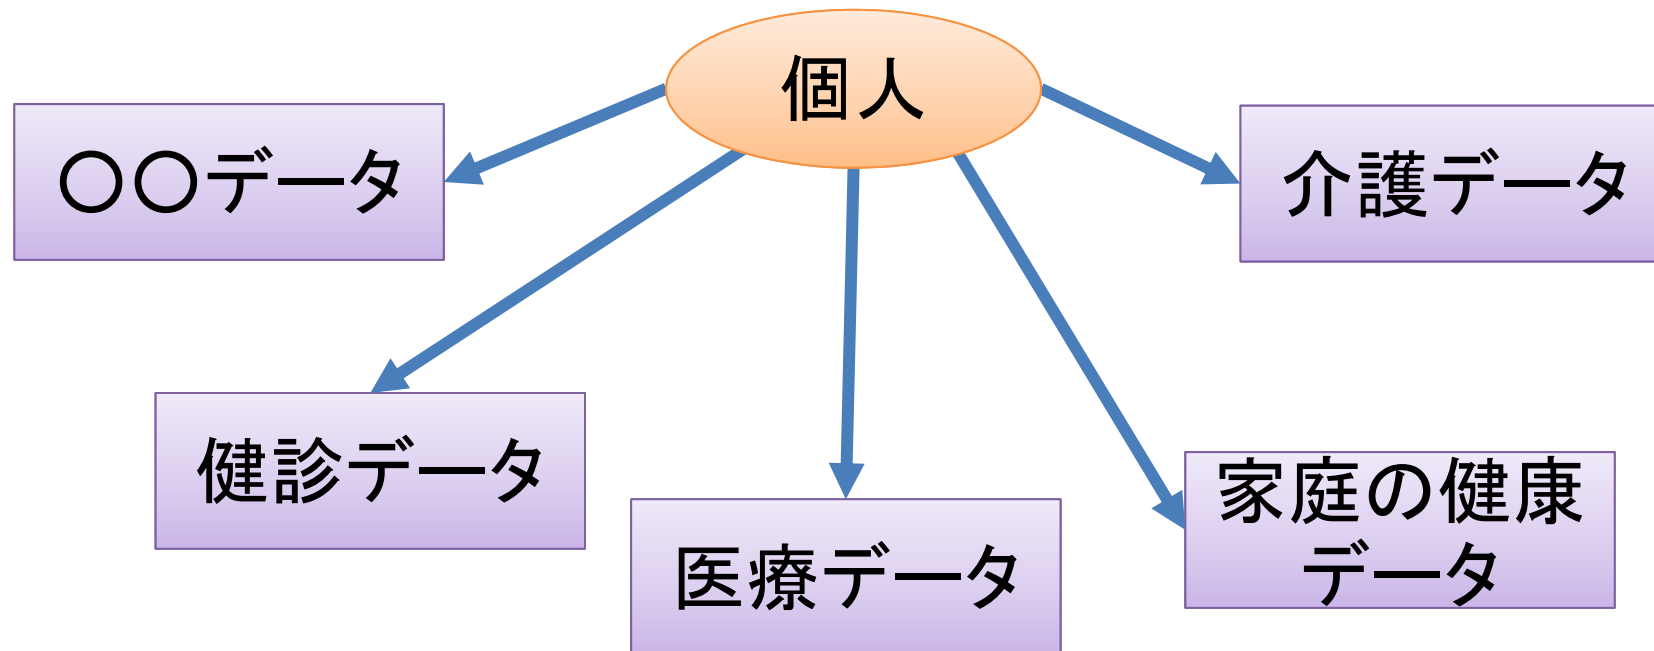 個人
〇〇データ
介護データ
健診データ
医療データ
家庭の健康
データ